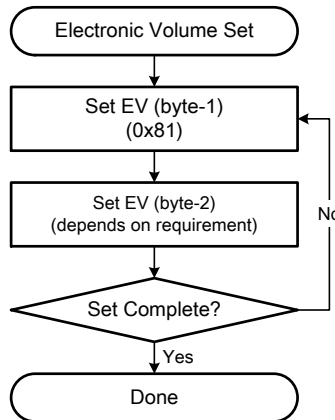 Electronic Volume Set
Set EV (byte-1)
(0x81)
Set EV (byte-2)
(depends on requirement)
No
Set Complete?
Yes
Done